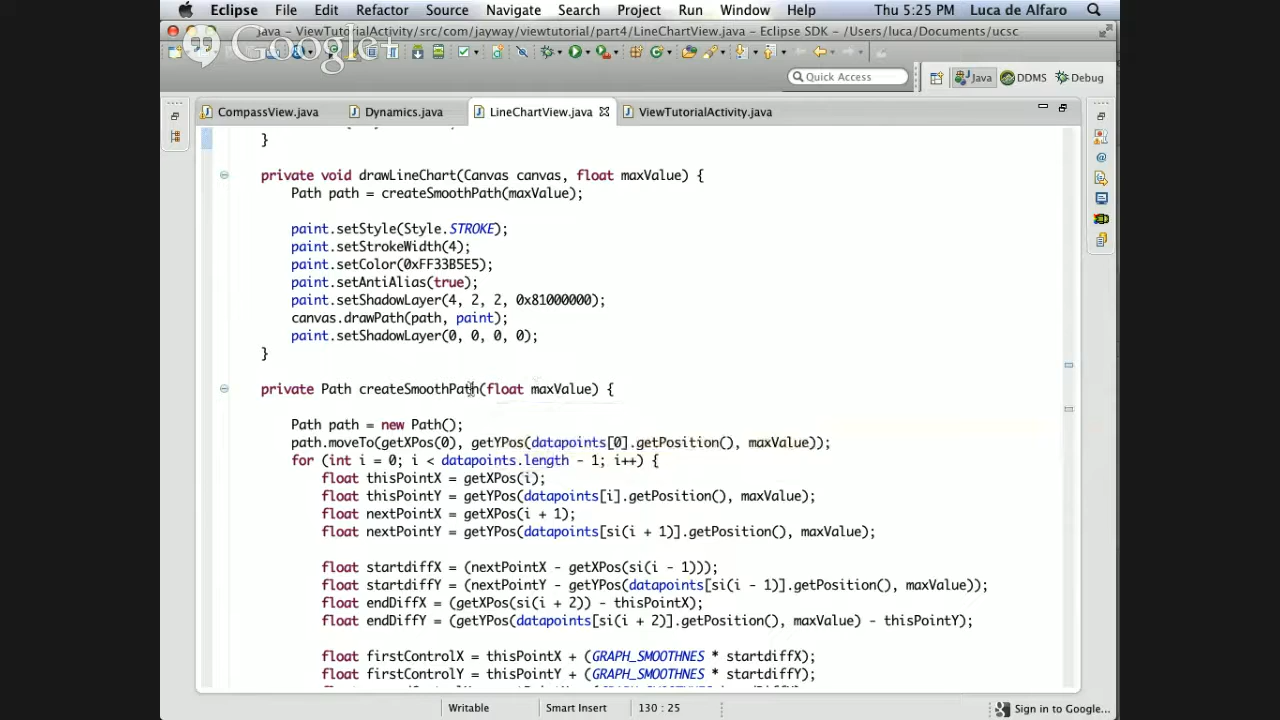 Eclipse File Edit Refactor Source Navigate Search Project Run Window Help Thu 5:25 PM Luca de Alfaro
Java – ViewTutorialActivity/src/com/jayway/viewtutorial/part4/LineChartView.java – Eclipse SDK – /Users/luca/Documents/ucsc
Google+
Quick Access Java DDMS Debug
CompassView.java Dynamics.java LineChartView.java ViewTutorialActivity.java
}
private void drawLineChart(Canvas canvas, float maxValue) {
Path path = createSmoothPath(maxValue);
paint.setStyle(Style.STROKE);
paint.setStrokeWidth(4);
paint.setColor(0xFF33B5E5);
paint.setAntiAlias(true);
paint.setShadowLayer(4, 2, 2, 0x81000000);
canvas.drawPath(path, paint);
paint.setShadowLayer(0, 0, 0, 0);
}
private Path createSmoothPath(float maxValue) {
Path path = new Path();
path.moveTo(getXPos(0), getYPos(datapoints[0].getPosition(), maxValue));
for (int i = 0; i < datapoints.length - 1; i++) {
float thisPointX = getXPos(i);
float thisPointY = getYPos(datapoints[i].getPosition(), maxValue);
float nextPointX = getXPos(i + 1);
float nextPointY = getYPos(datapoints[si(i + 1)].getPosition(), maxValue);
float startdiffX = (nextPointX - getXPos(si(i - 1)));
float startdiffY = (nextPointY - getYPos(datapoints[si(i - 1)].getPosition(), maxValue));
float endDiffX = (getXPos(si(i + 2)) - thisPointX);
float endDiffY = (getYPos(datapoints[si(i + 2)].getPosition(), maxValue) - thisPointY);
float firstControlX = thisPointX + (GRAPH_SMOOTHNES * startdiffX);
float firstControlY = thisPointY + (GRAPH_SMOOTHNES * startdiffY);
Writable Smart Insert 130 : 25 Sign in to Google...